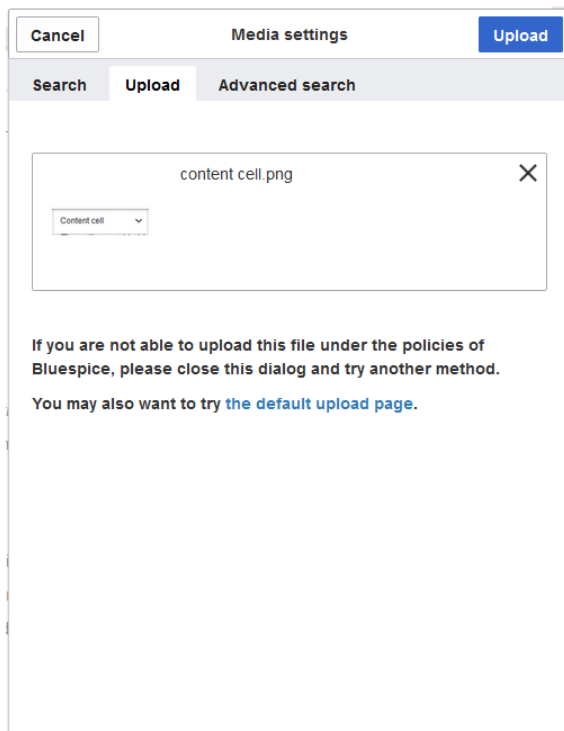 Cancel Media settings Upload
Search Upload Advanced search
content cell.png
Content cell
If you are not able to upload this file under the policies of
Bluespice, please close this dialog and try another method.
You may also want to try the default upload page.